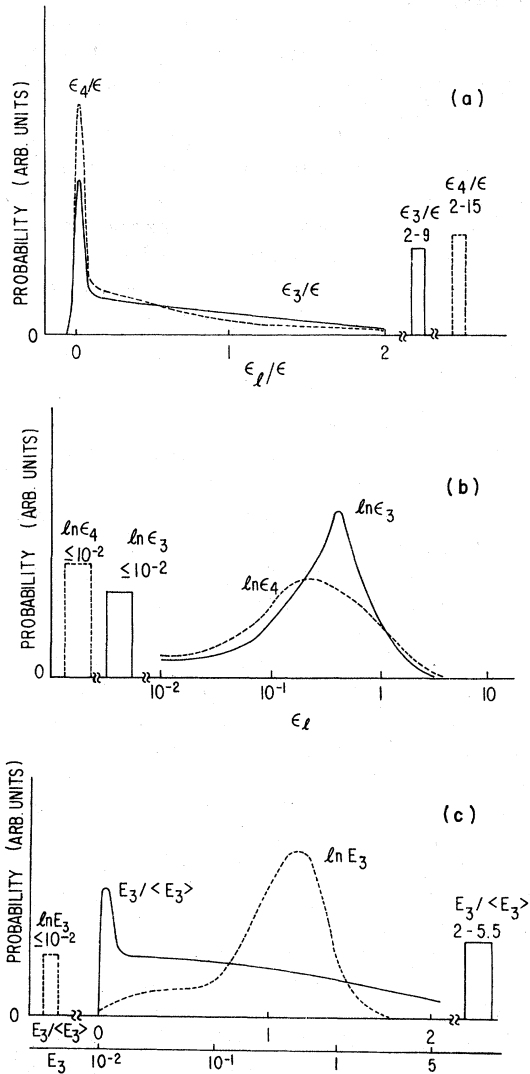 (a)
PROBABILITY (ARB. UNITS)
ϵ4/ϵ
ϵ4/ϵ
2-15
ϵ3/ϵ
2-9
ϵ3/ϵ
0
0 1 2
ϵℓ/ϵ
(b)
PROBABILITY (ARB. UNITS)
lnϵ4
≤10-2
lnϵ3
≤10-2
lnϵ3
lnϵ4
0
10-2 10-1 1 10
ϵℓ
(c)
PROBABILITY (ARB. UNITS)
lnE3
≤10-2
E3/<E3>
lnE3
E3/<E3>
2-5.5
0
E3/<E3> 0 1 2
E3 10-2 10-1 1 5